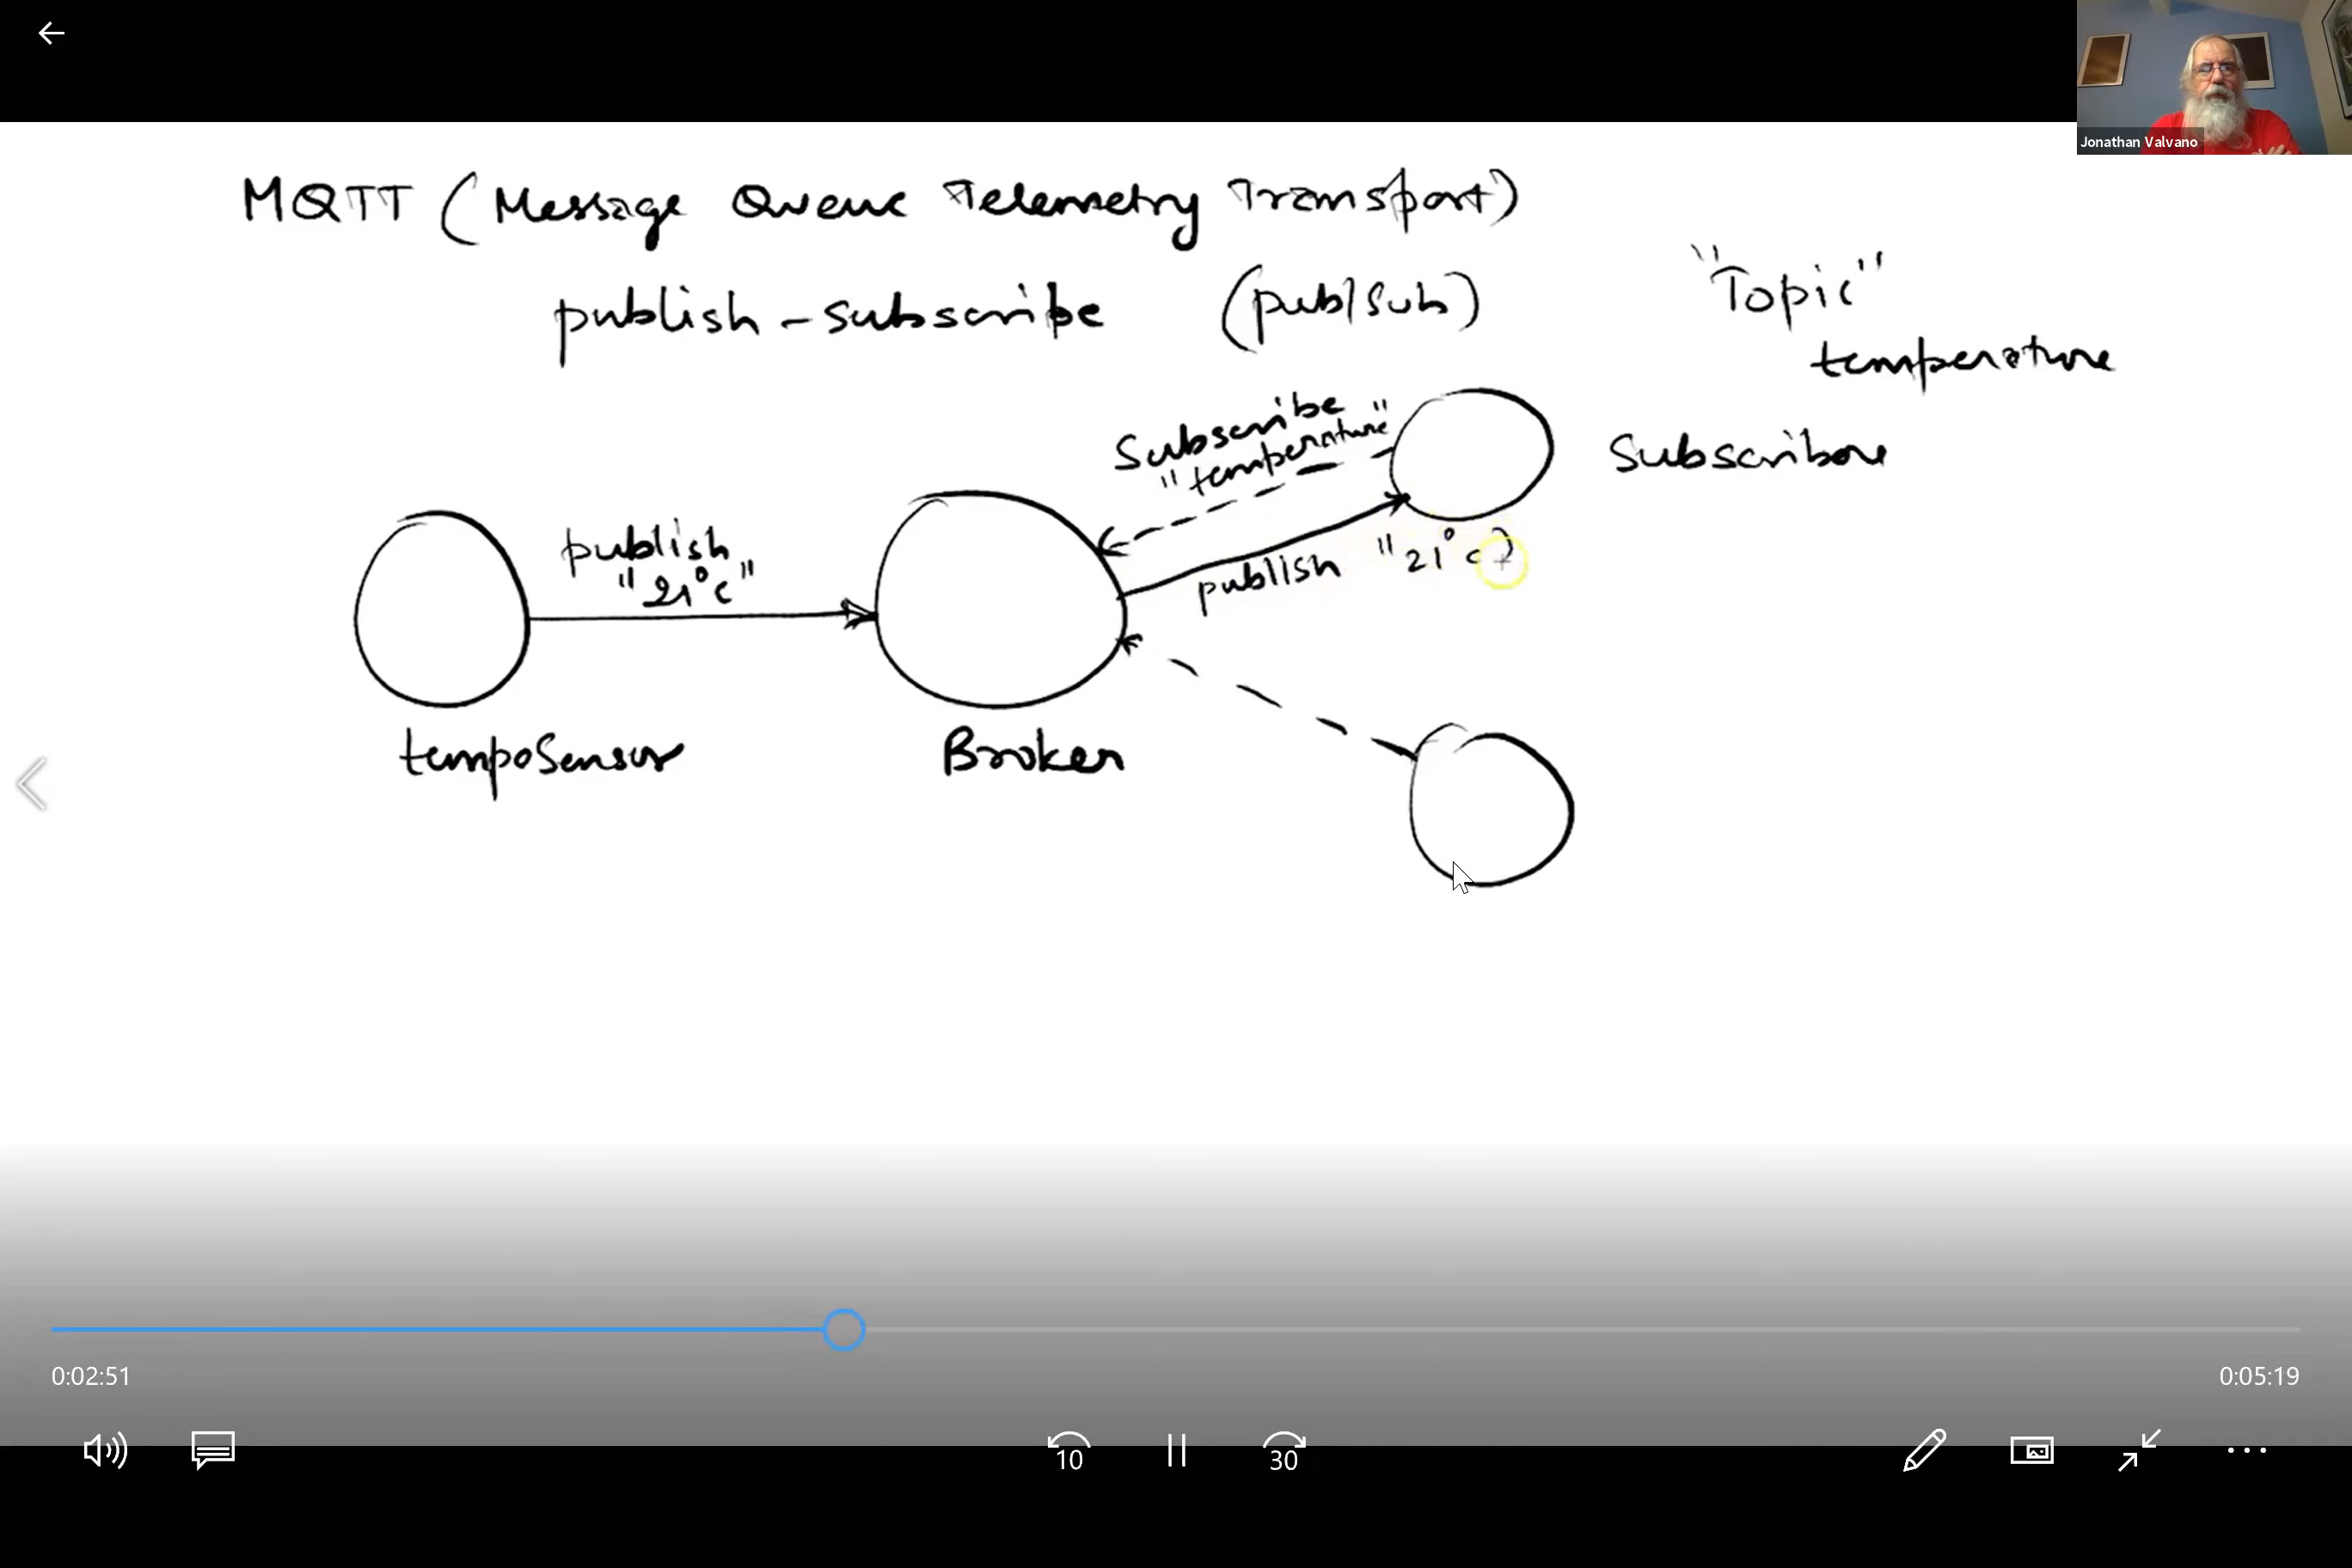 Jonathan Valvano
MQTT (Message Queue Telemetry Transport)
publish-subscribe (pub/sub)
"Topic"
temperature
Subscribe
"temperature"
Subscriber
publish
"21°c"
publish "21°c"
tempoSensor
Broker
0:02:51
0:05:19
10
30